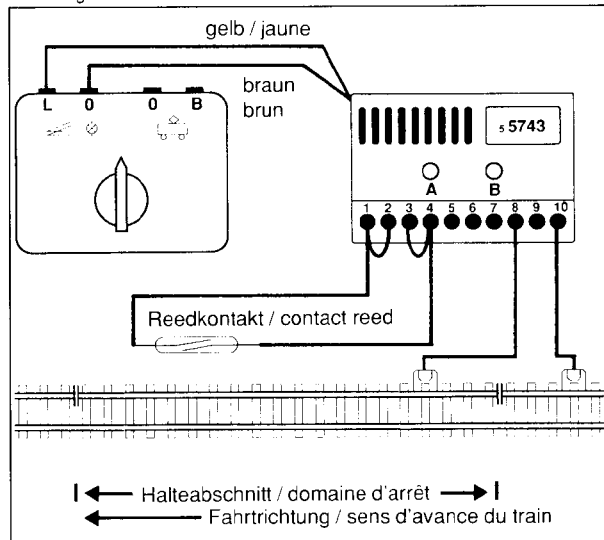 gelb / jaune
braun
brun
L 0 0 B
5 5743
A B
1 2 3 4 5 6 7 8 9 10
Reedkontakt / contact reed
Halteabschnitt / domaine d'arrêt
Fahrtrichtung / sens d'avance du train